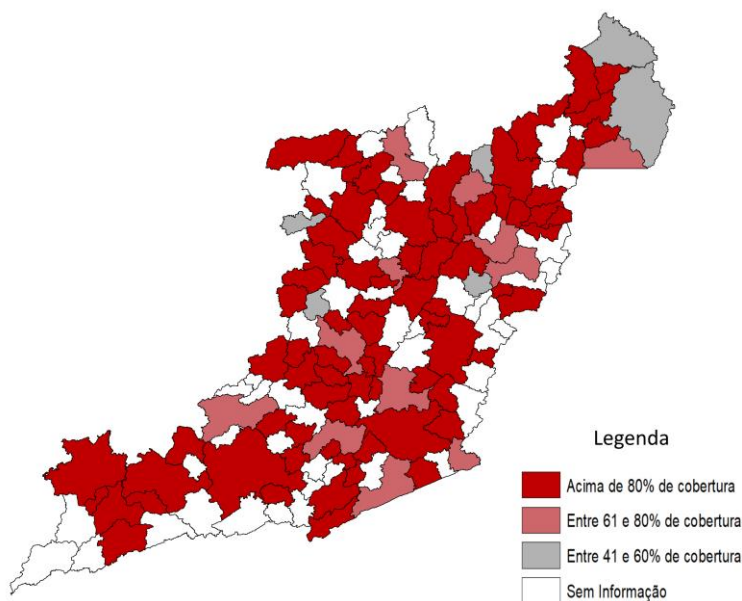 Legenda
Acima de 80% de cobertura
Entre 61 e 80% de cobertura
Entre 41 e 60% de cobertura
Sem Informação